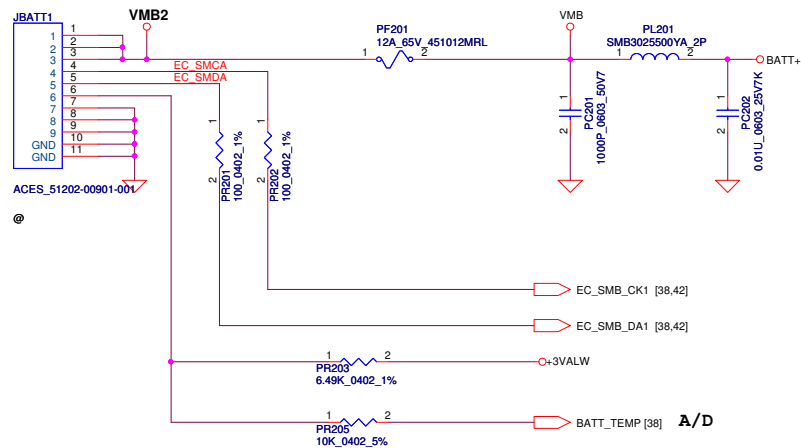 JBATT1
1
2
3
4
5
6
7
8
9
GND
GND
1
2
3
4
5
6
7
8
9
10
11
ACES_51202-00901-001
@
VMB2
EC_SMCA
EC_SMDA
PF201
12A_65V_451012MRL
1
2
VMB
PL201
SMB3025500YA_2P
1
2
BATT+
1
2
PC201
1000P_0603_50V7
1
2
PC202
0.01U_0603_25V7K
1
2
PR201
100_0402_1%
1
2
PR202
100_0402_1%
EC_SMB_CK1 [38,42]
EC_SMB_DA1 [38,42]
1
2
PR203
6.49K_0402_1%
+3VALW
1
2
PR205
10K_0402_5%
BATT_TEMP [38]
A/D